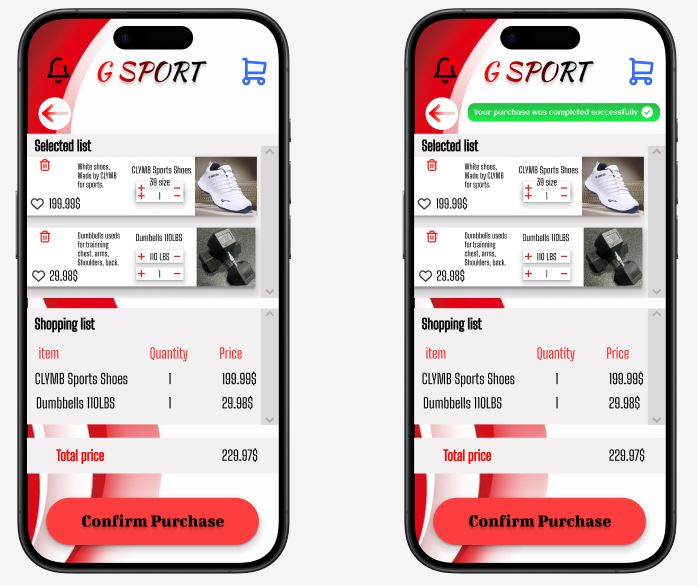 G SPORT
Selected list
White shoes,
Made by CLYMB
for sports.
CLYMB Sports Shoes
39 size
1
199.99$
Dumbbells useds
for trainning
chest, arms,
Shoulders, back.
Dumbells 110LBS
110 LBS
1
29.98$
Shopping list
item Quantity Price
CLYMB Sports Shoes 1 199.99$
Dumbbells 110LBS 1 29.98$
Total price 229.97$
Confirm Purchase
G SPORT
Your purchase was completed successfully
Selected list
White shoes,
Made by CLYMB
for sports.
CLYMB Sports Shoes
39 size
1
199.99$
Dumbbells useds
for trainning
chest, arms,
Shoulders, back.
Dumbells 110LBS
110 LBS
1
29.98$
Shopping list
item Quantity Price
CLYMB Sports Shoes 1 199.99$
Dumbbells 110LBS 1 29.98$
Total price 229.97$
Confirm Purchase